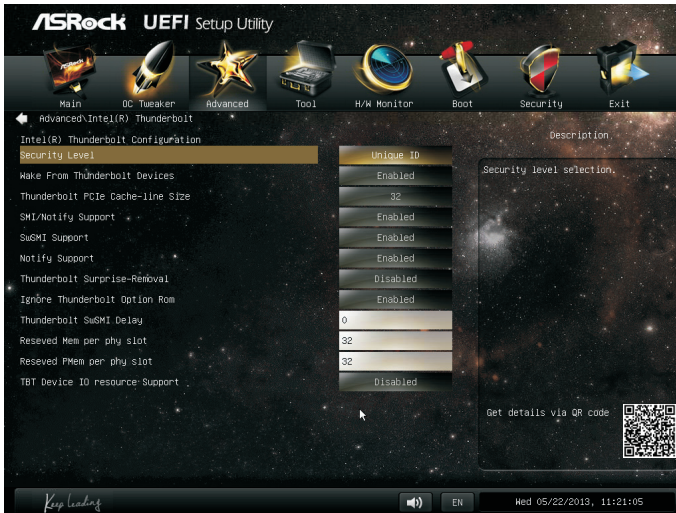 ASRock UEFI Setup Utility
ASRock
Main
OC Tweaker
Advanced
Tool
H/W Monitor
Boot
Security
Exit
Advanced\Intel(R) Thunderbolt
Description
Intel(R) Thunderbolt Configuration
Security Level Unique ID
Security level selection.
Wake From Thunderbolt Devices Enabled
Thunderbolt PCIe Cache-line Size 32
SMI/Notify Support Enabled
SwSMI Support Enabled
Notify Support Enabled
Thunderbolt Surprise-Removal Disabled
Ignore Thunderbolt Option Rom Enabled
Thunderbolt SwSMI Delay 0
Reseved Mem per phy slot 32
Reseved PMem per phy slot 32
TBT Device IO resource Support Disabled
Get details via QR code
Keep Leading
EN
Wed 05/22/2013, 11:21:05